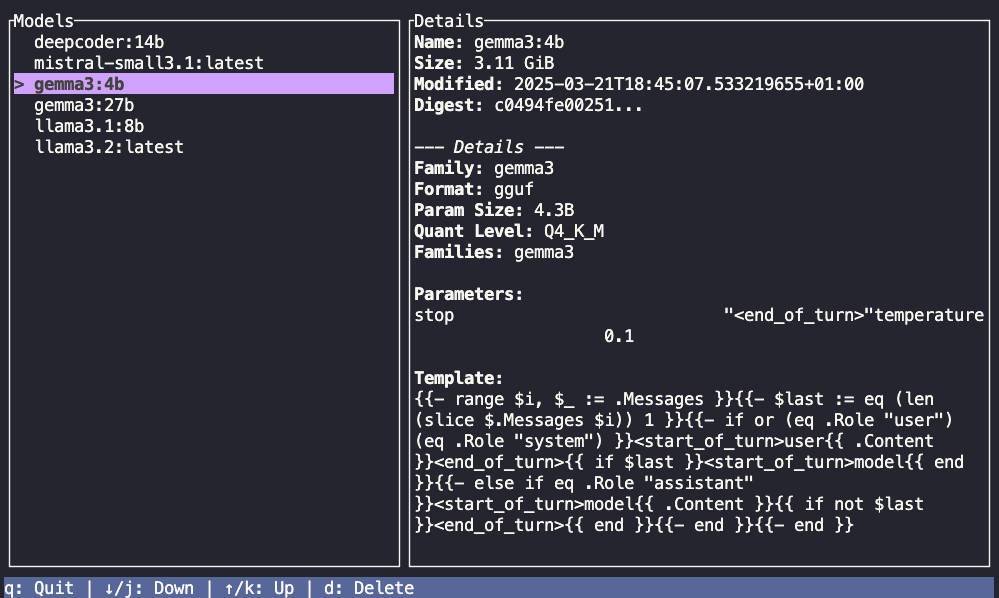 Models
deepcoder:14b
mistral-small3.1:latest
> gemma3:4b
gemma3:27b
llama3.1:8b
llama3.2:latest
Details
Name: gemma3:4b
Size: 3.11 GiB
Modified: 2025-03-21T18:45:07.533219655+01:00
Digest: c0494fe00251...
--- Details ---
Family: gemma3
Format: gguf
Param Size: 4.3B
Quant Level: Q4_K_M
Families: gemma3
Parameters:
stop "<end_of_turn>"temperature
0.1
Template:
{{- range $i, $_ := .Messages }}{{- $last := eq (len
(slice $.Messages $i)) 1 }}{{- if or (eq .Role "user")
(eq .Role "system") }}<start_of_turn>user{{ .Content
}}<end_of_turn>{{ if $last }}<start_of_turn>model{{ end
}}{{- else if eq .Role "assistant"
}}<start_of_turn>model{{ .Content }}{{ if not $last
}}<end_of_turn>{{ end }}{{- end }}{{- end }}
q: Quit | ↓/j: Down | ↑/k: Up | d: Delete